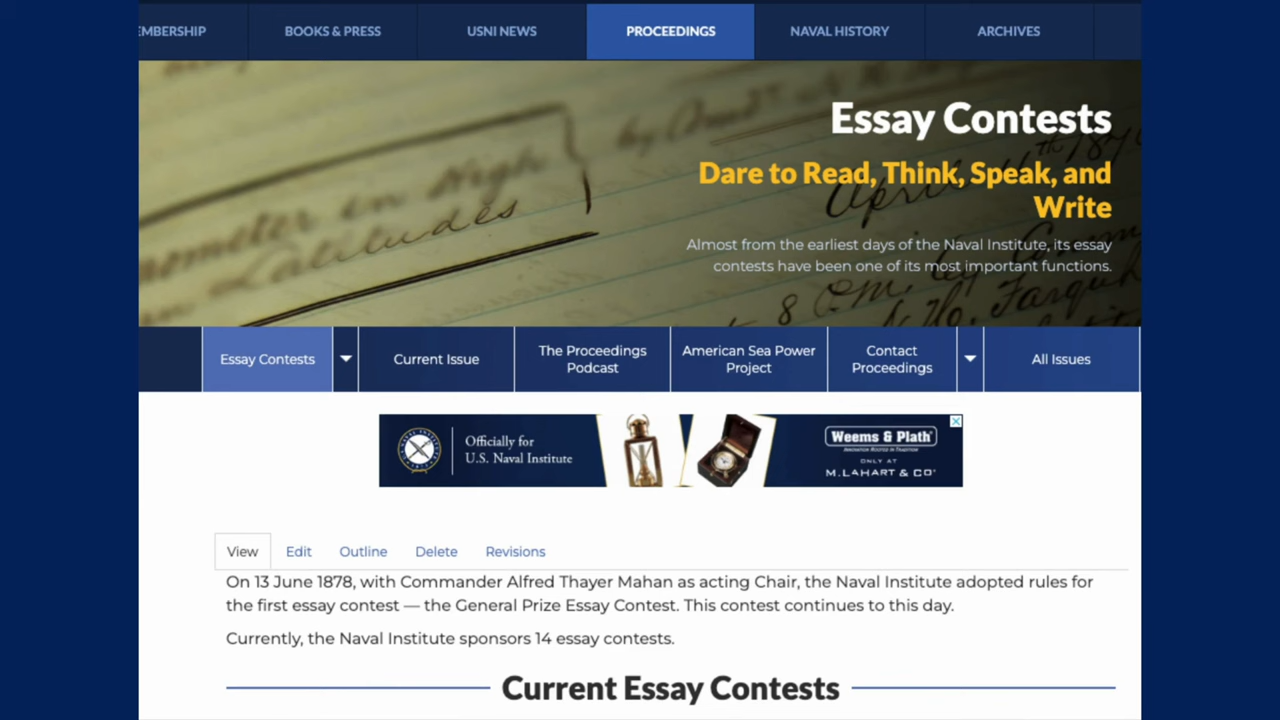 EMBERSHIP
BOOKS & PRESS
USNI NEWS
PROCEEDINGS
NAVAL HISTORY
ARCHIVES
Essay Contests
Dare to Read, Think, Speak, and
Write
Almost from the earliest days of the Naval Institute, its essay
contests have been one of its most important functions.
in High
Latitudes
April
Essay Contests
Current Issue
The Proceedings
Podcast
American Sea Power
Project
Contact
Proceedings
All Issues
Officially for
U.S. Naval Institute
Weems & Plath
ONLY AT
M.LAHART & CO
View
Edit
Outline
Delete
Revisions
On 13 June 1878, with Commander Alfred Thayer Mahan as acting Chair, the Naval Institute adopted rules for
the first essay contest — the General Prize Essay Contest. This contest continues to this day.
Currently, the Naval Institute sponsors 14 essay contests.
Current Essay Contests